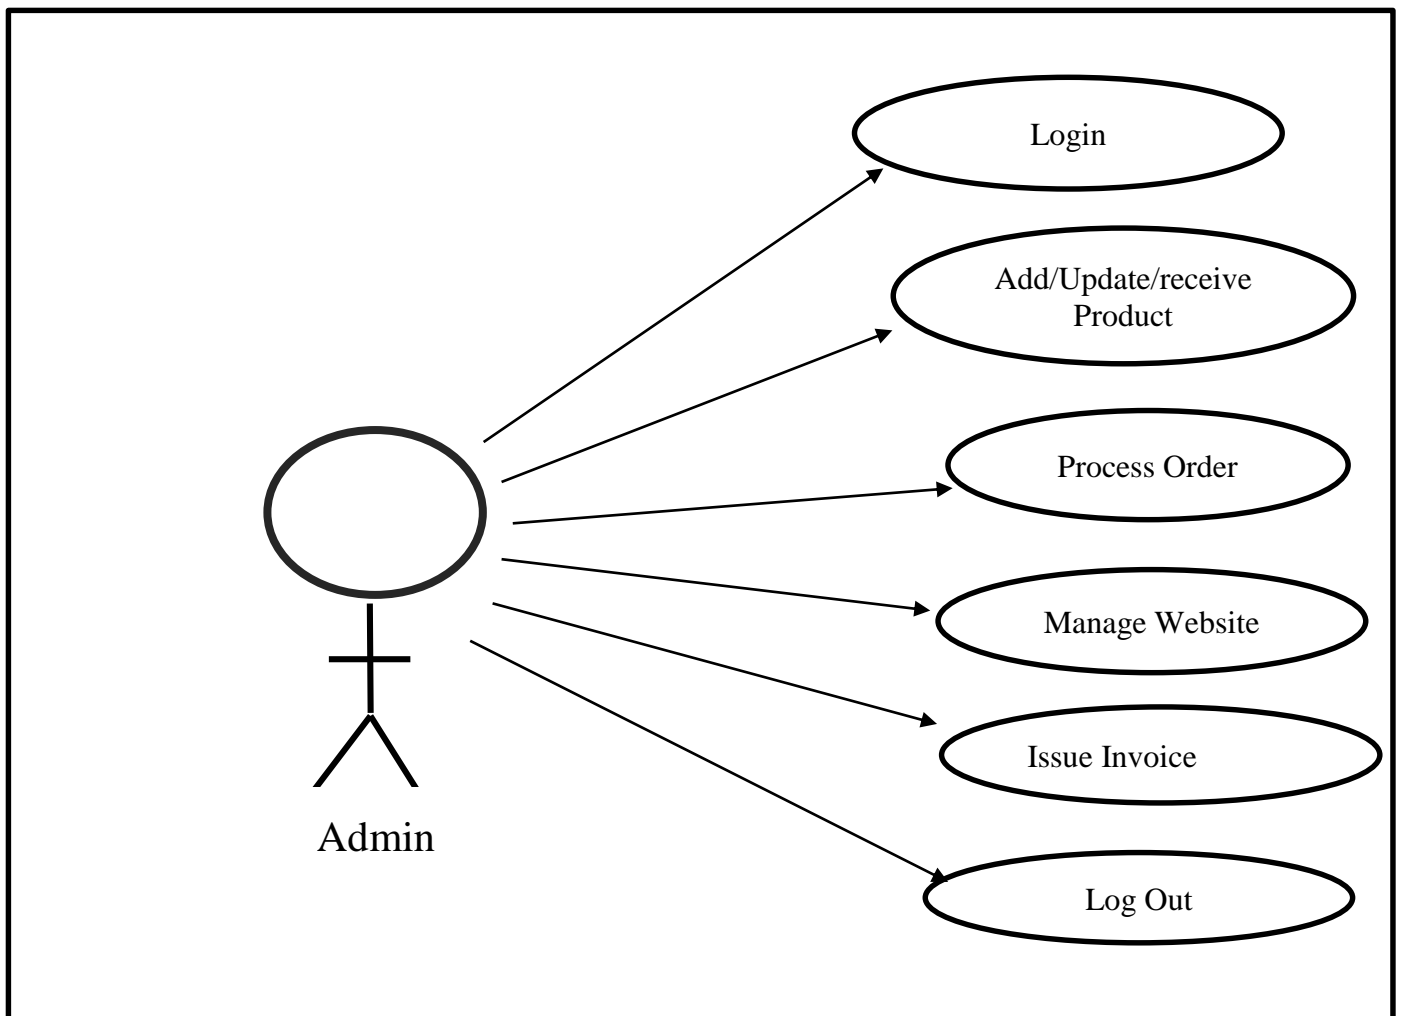 Login
Add/Update/receive
Product
Process Order
Manage Website
Issue Invoice
Admin
Log Out